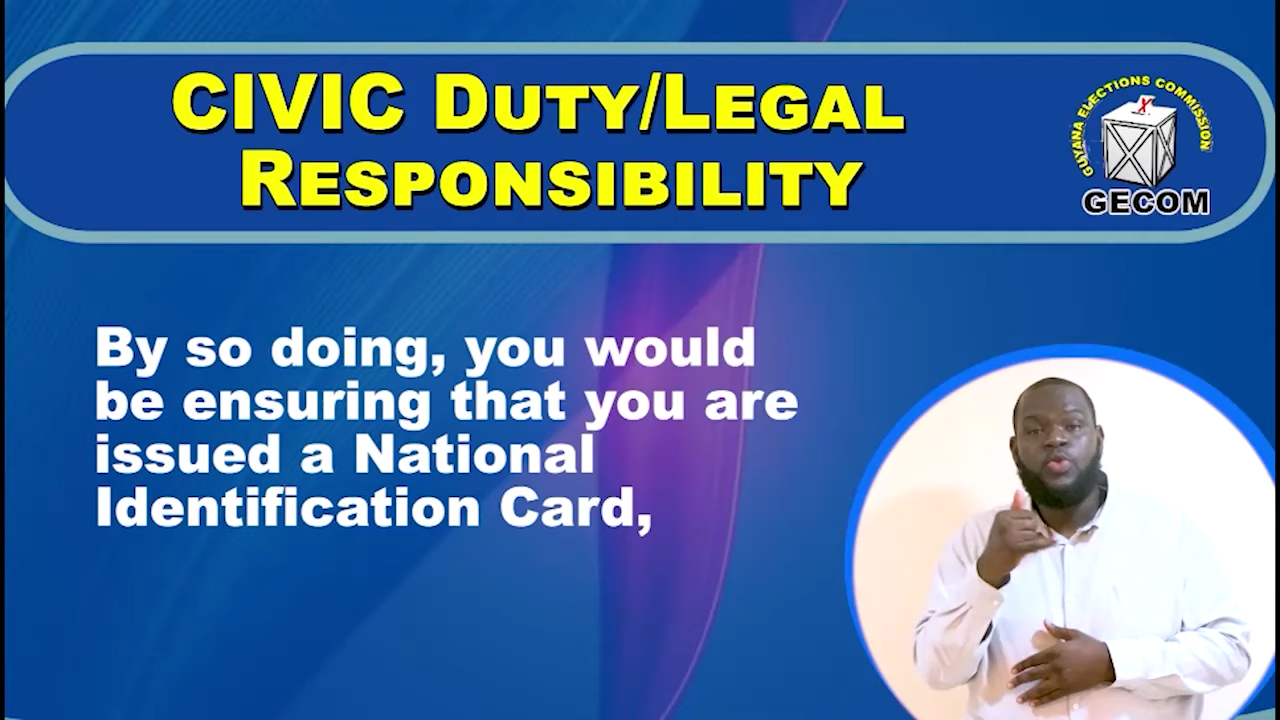 CIVIC DUTY/LEGAL
RESPONSIBILITY
GUYANA ELECTIONS COMMISSION
X
GECOM
By so doing, you would
be ensuring that you are
issued a National
Identification Card,